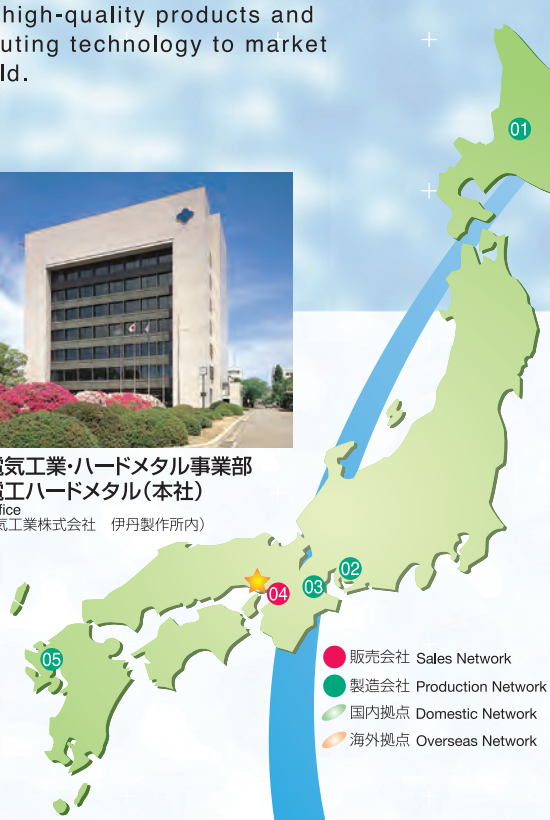 high-quality products and
uting technology to market
ld.
01
気工業・ハードメタル事業部
電工ハードメタル（本社）
fice
気工業株式会社　伊丹製作所内）
02
03
04
05
販売会社 Sales Network
製造会社 Production Network
国内拠点 Domestic Network
海外拠点 Overseas Network